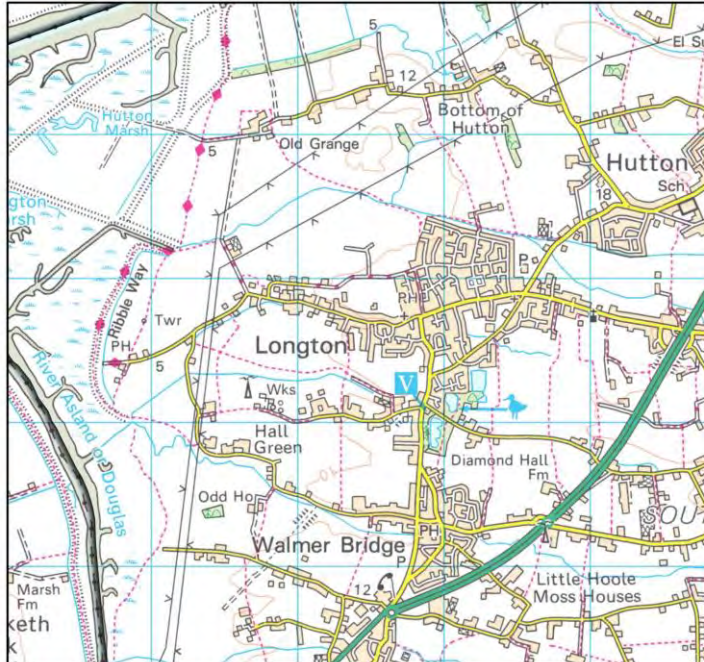 5
12
El Su
Hutton
Marsh
Bottom of
Hutton
5
Old Grange
Hutton
Sch
18
gton
rsh
P
Ribble Way
PH
Twr
Longton
PH
5
V
Wks
River Asland or Douglas
Hall
Green
Diamond Hall
Fm
Odd Ho
SOU
Walmer Bridge
PH
P
12
Little Hoole
Moss Houses
Marsh
Fm
keth
k